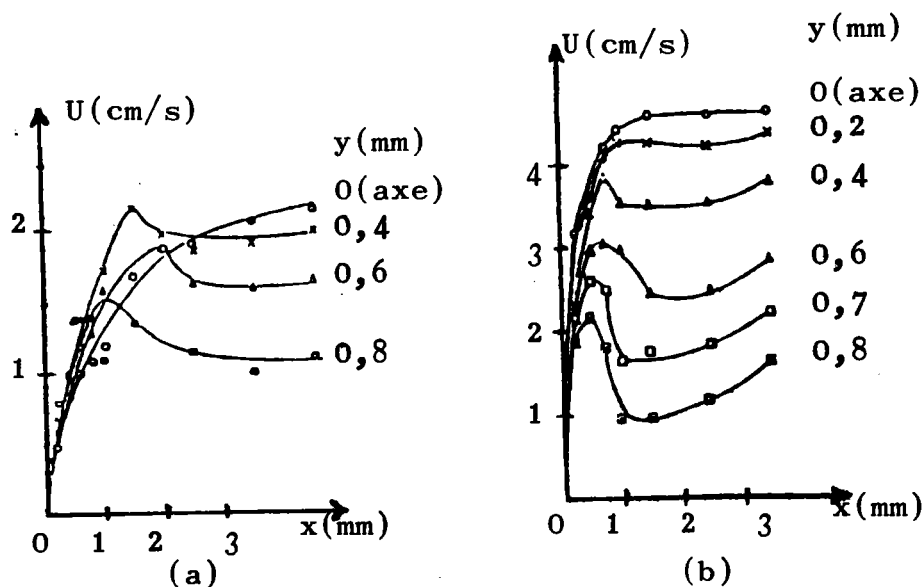 U(cm/s)
y(mm)
0(axe)
0,4
0,6
0,8
2
1
0 1 2 3 x(mm)
(a)
U(cm/s)
y(mm)
0(axe)
0,2
0,4
0,6
0,7
0,8
4
3
2
1
0 1 2 3 x(mm)
(b)